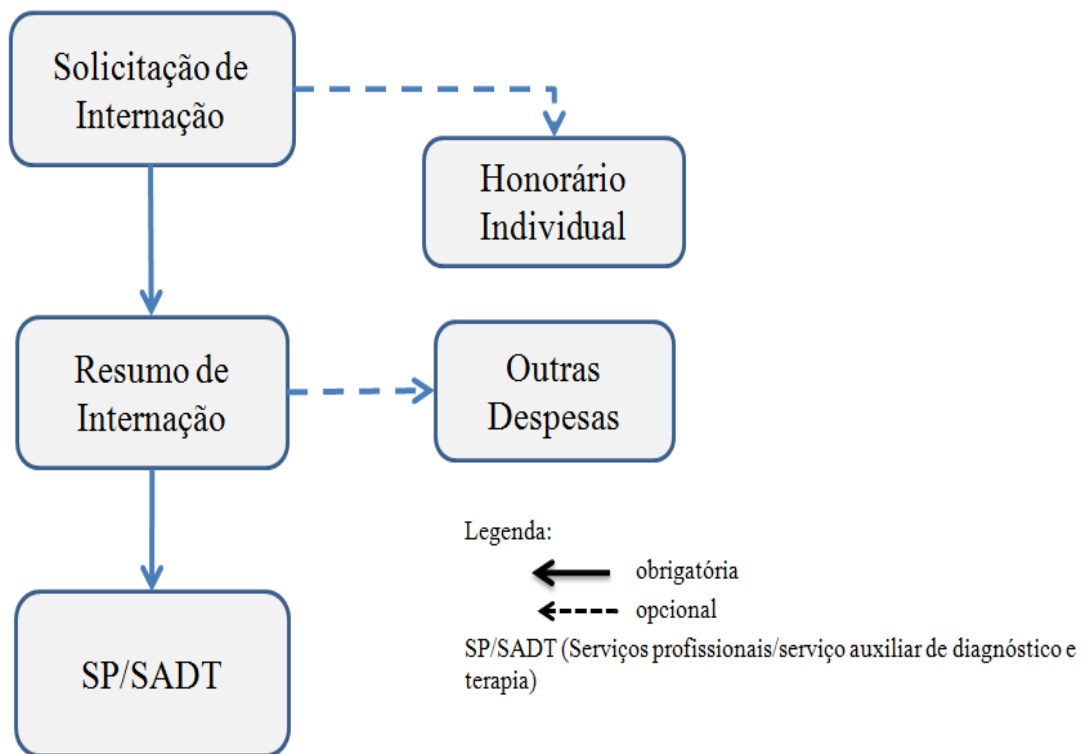 Solicitação de
Internação
Honorário
Individual
Resumo de
Internação
Outras
Despesas
SP/SADT
Legenda:
obrigatória
opcional
SP/SADT (Serviços profissionais/serviço auxiliar de diagnóstico e
terapia)